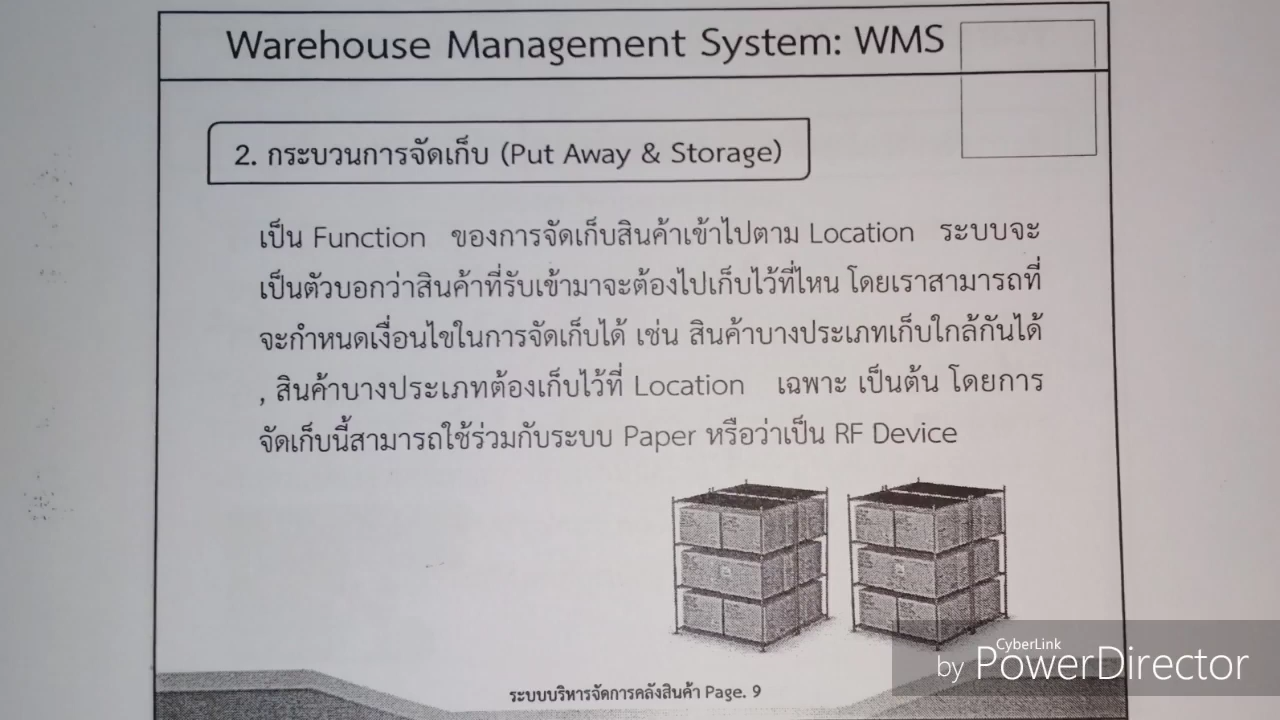 Warehouse Management System: WMS
2. กระบวนการจัดเก็บ (Put Away & Storage)
เป็น Function ของการจัดเก็บสินค้าเข้าไปตาม Location ระบบจะ
เป็นตัวบอกว่าสินค้าที่รับเข้ามาจะต้องไปเก็บไว้ที่ไหน โดยเราสามารถที่
จะกำหนดเงื่อนไขในการจัดเก็บได้ เช่น สินค้าบางประเภทเก็บใกล้กันได้
, สินค้าบางประเภทต้องเก็บไว้ที่ Location เฉพาะ เป็นต้น โดยการ
จัดเก็บนี้สามารถใช้ร่วมกับระบบ Paper หรือว่าเป็น RF Device
ระบบบริหารจัดการคลังสินค้า Page. 9
CyberLink
by PowerDirector